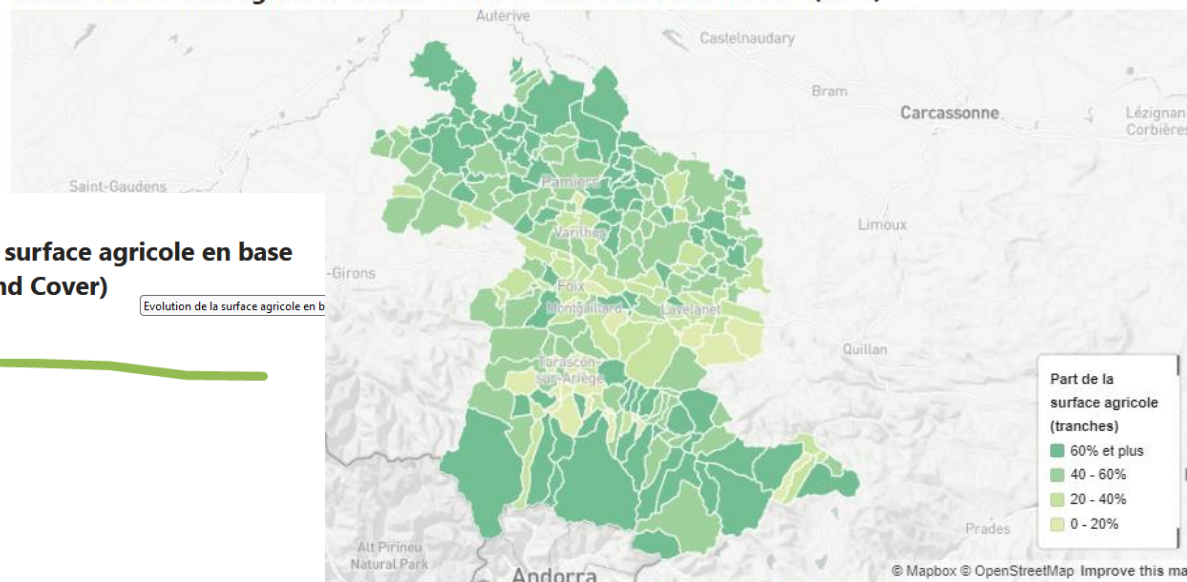 Auterive
Castelnaudary
Bram
Carcassonne
Lézignan
Corbières
Saint-Gaudens
Pamiers
Limoux
Varilhes
surface agricole en base
nd Cover)
Evolution de la surface agricole en b
-Girons
Foix
Montgaillard
Lavelanet
Quillan
Tarascon-
sur-Ariège
Part de la
surface agricole
(tranches)
60% et plus
40 - 60%
20 - 40%
0 - 20%
Prades
Alt Pirineu
Natural Park
Andorra
© Mapbox © OpenStreetMap Improve this ma